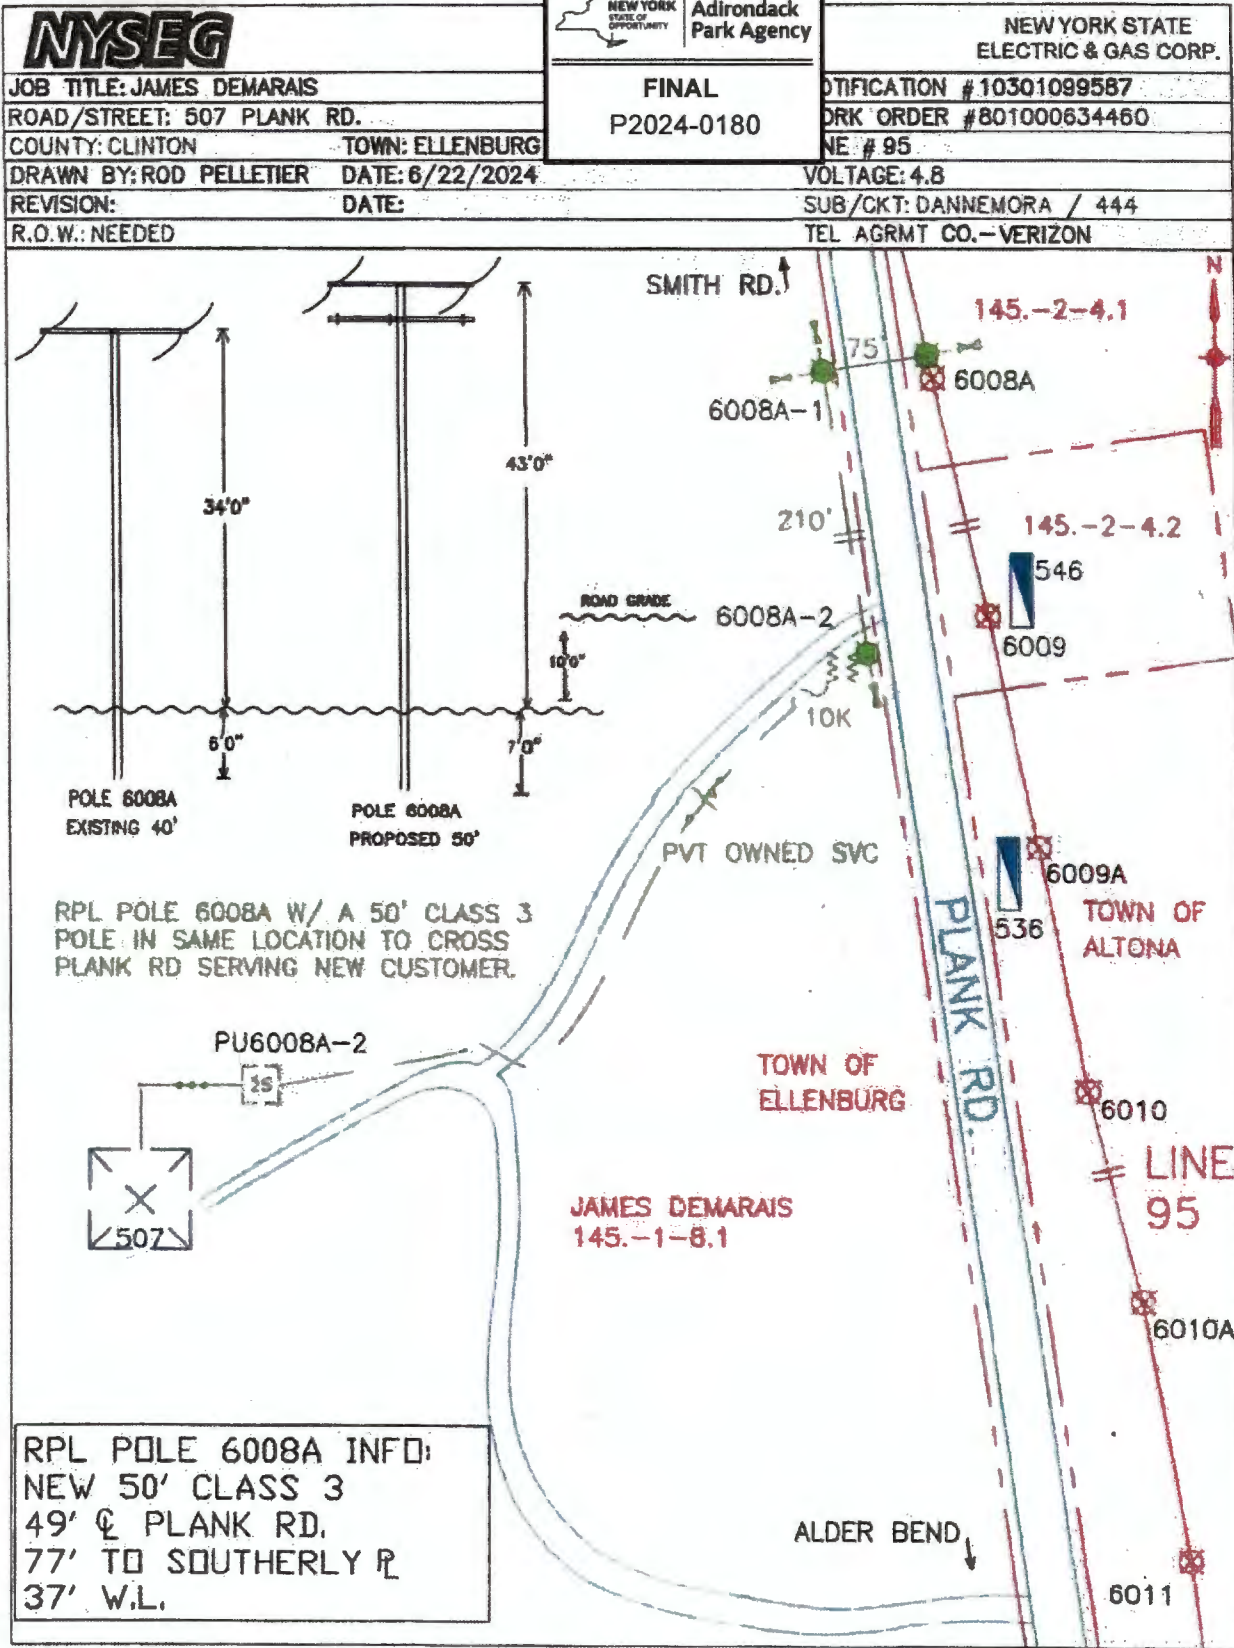 NYSEG
NEW YORK
STATE OF
OPPORTUNITY
Adirondack
Park Agency
FINAL
P2024-0180
NEW YORK STATE
ELECTRIC & GAS CORP.
JOB TITLE: JAMES DEMARAIS
OTIFICATION #10301099587
ROAD/STREET: 507 PLANK RD.
ORK ORDER #801000634460
COUNTY: CLINTON TOWN: ELLENBURG
NE # 95
DRAWN BY: ROD PELLETIER DATE: 6/22/2024
VOLTAGE: 4.8
REVISION: DATE:
SUB/CKT: DANNEMORA / 444
R.O.W.: NEEDED
TEL AGRMT CO.-VERIZON
SMITH RD.
N
145.-2-4.1
75'
6008A
6008A-1
43'0"
34'0"
210'
145.-2-4.2
546
ROAD GRADE
6008A-2
6009
10'0"
10K
6'0"
7'0"
POLE 6008A
EXISTING 40'
POLE 6008A
PROPOSED 50'
PVT OWNED SVC
6009A
536
RPL POLE 6008A W/ A 50' CLASS 3
POLE IN SAME LOCATION TO CROSS
PLANK RD SERVING NEW CUSTOMER.
TOWN OF
ALTONA
PLANK RD.
PU6008A-2
25
TOWN OF
ELLENBURG
6010
LINE
95
507
JAMES DEMARAIS
145.-1-8.1
6010A
RPL POLE 6008A INFO:
NEW 50' CLASS 3
49' ℄ PLANK RD.
77' TO SOUTHERLY ⅊
37' W.L.
ALDER BEND
6011